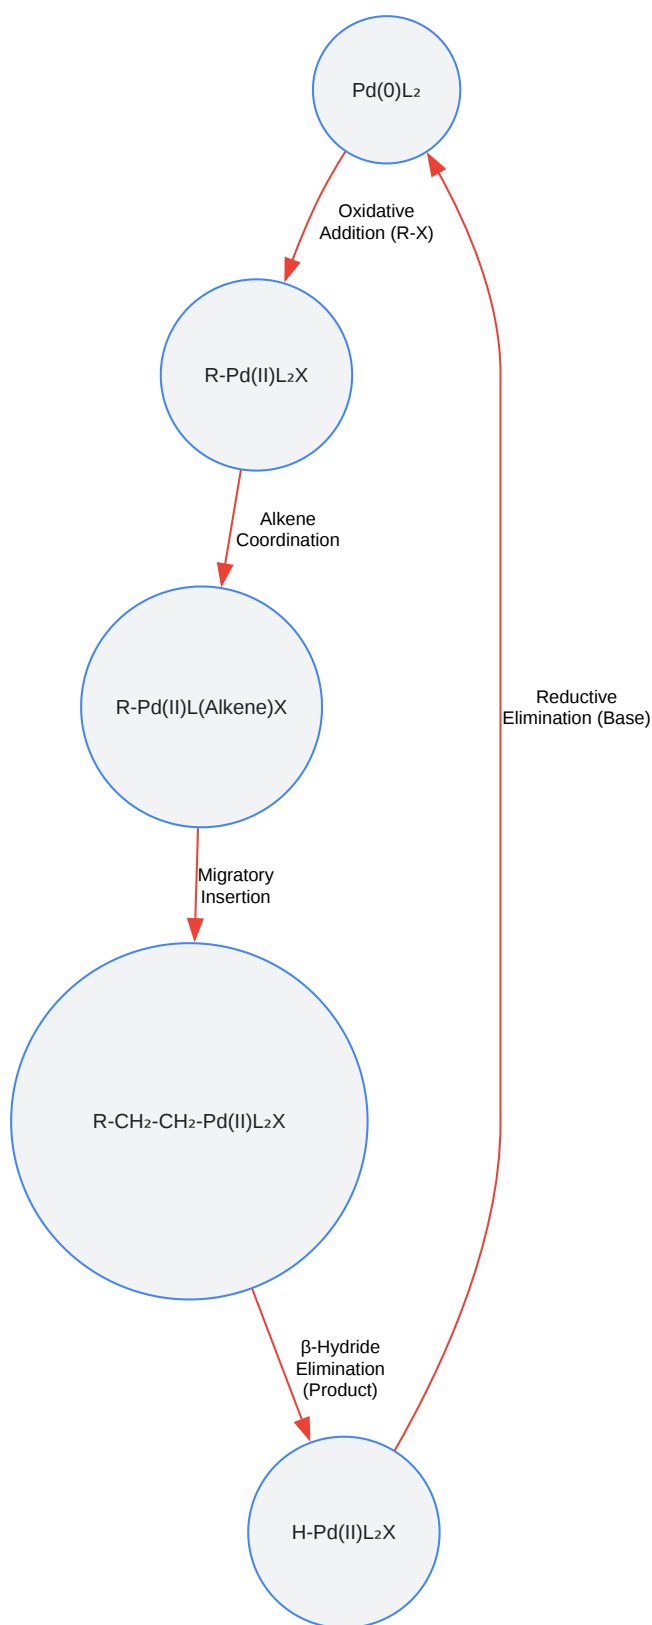 Pd(0)L₂
Oxidative
Addition (R-X)
R-Pd(II)L₂X
Alkene
Coordination
R-Pd(II)L(Alkene)X
Reductive
Elimination (Base)
Migratory
Insertion
R-CH₂-CH₂-Pd(II)L₂X
β-Hydride
Elimination
(Product)
H-Pd(II)L₂X